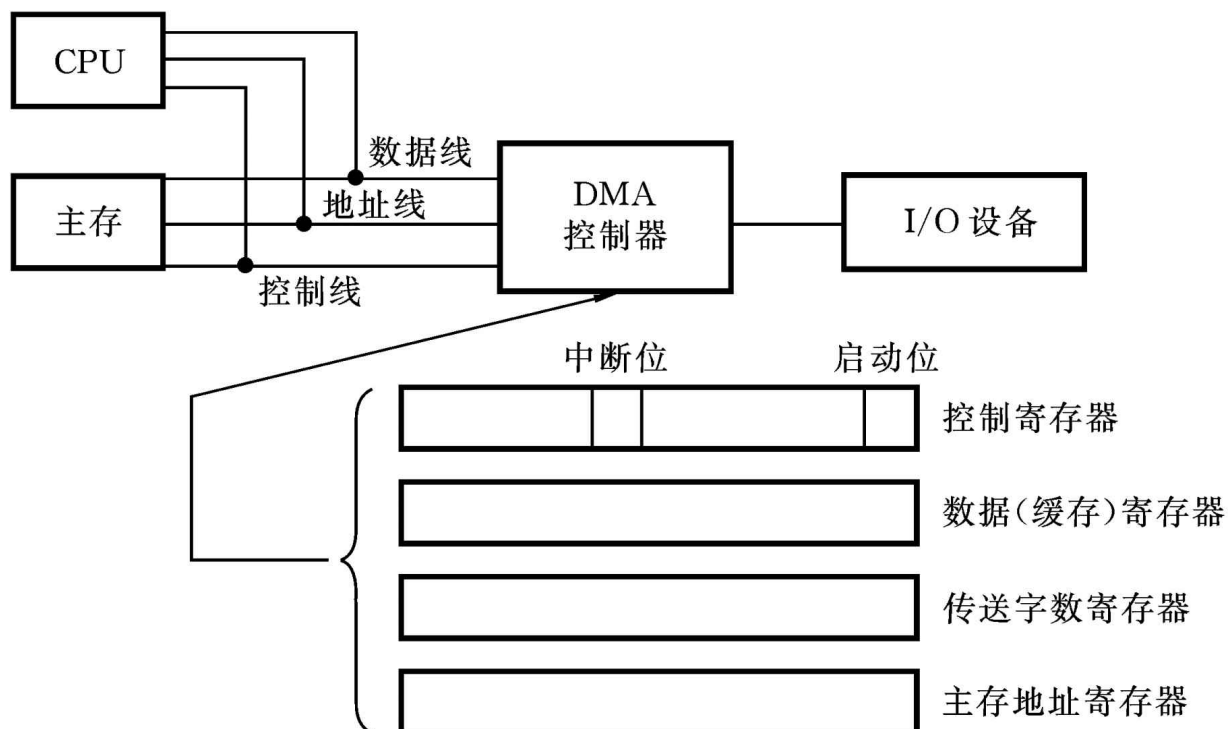 CPU
数据线
主存
地址线
控制线
DMA
控制器
I/O 设备
中断位
启动位
控制寄存器
数据(缓存)寄存器
传送字数寄存器
主存地址寄存器